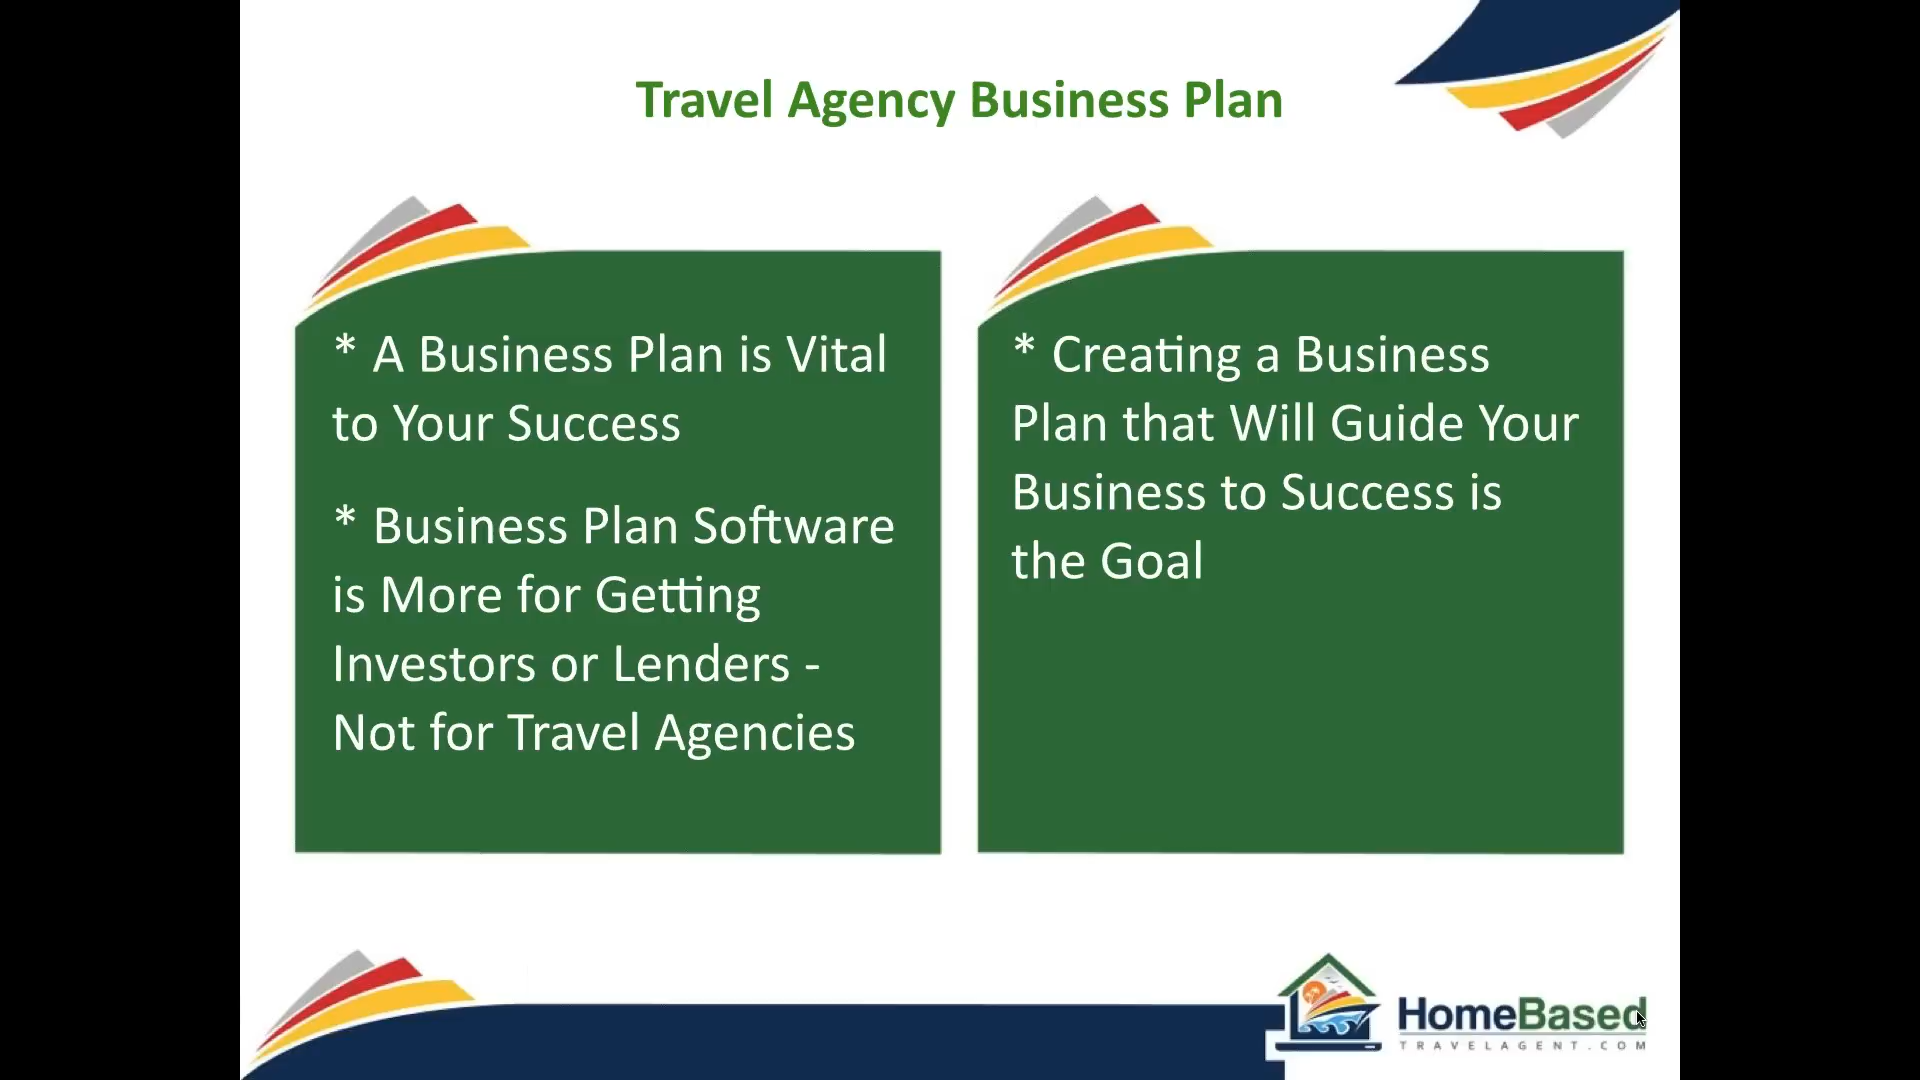 Travel Agency Business Plan
* A Business Plan is Vital
to Your Success
* Business Plan Software
is More for Getting
Investors or Lenders -
Not for Travel Agencies
* Creating a Business
Plan that Will Guide Your
Business to Success is
the Goal
HomeBased
TRAVELAGENT.COM